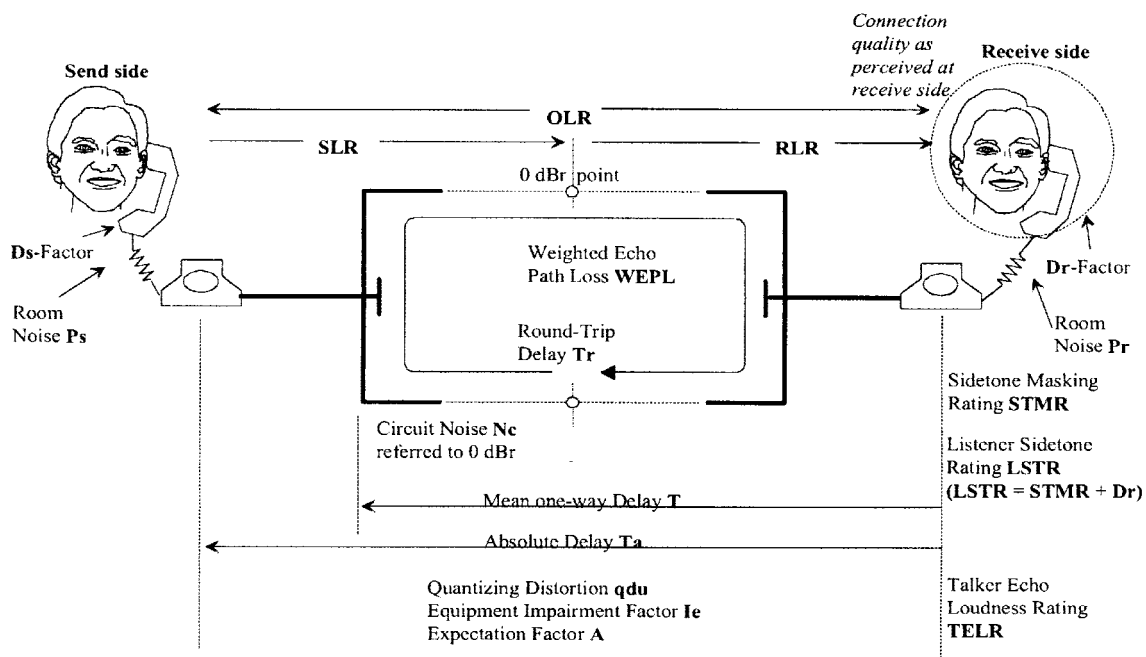 Connection
quality as
perceived at
receive side
Send side
Receive side
OLR
SLR
RLR
0 dBr point
Ds-Factor
Weighted Echo
Path Loss WEPL
Dr-Factor
Room
Noise Ps
Round-Trip
Delay Tr
Room
Noise Pr
Sidetone Masking
Rating STMR
Circuit Noise Nc
referred to 0 dBr
Listener Sidetone
Rating LSTR
(LSTR = STMR + Dr)
Mean one-way Delay T
Absolute Delay Ta
Quantizing Distortion qdu
Equipment Impairment Factor Ie
Expectation Factor A
Talker Echo
Loudness Rating
TELR